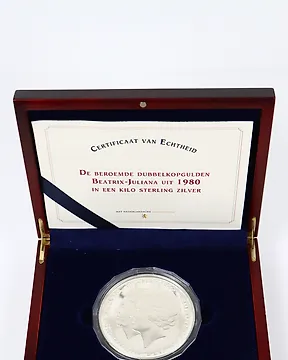 Certificaat van Echtheid
De beroemde dubbelkopgulden
Beatrix-Juliana uit 1980
in een kilo sterling zilver